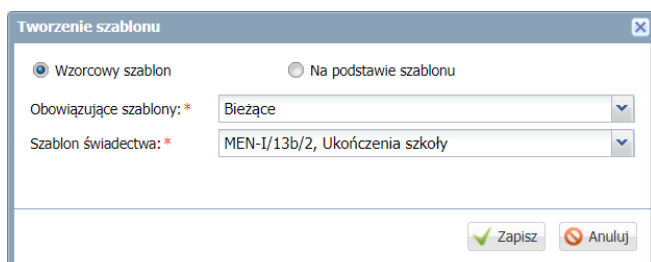 Tworzenie szablonu
Wzorcowy szablon Na podstawie szablonu
Obowiązujące szablony: * Bieżące
Szablon świadectwa: * MEN-I/13b/2, Ukończenia szkoły
Zapisz Anuluj